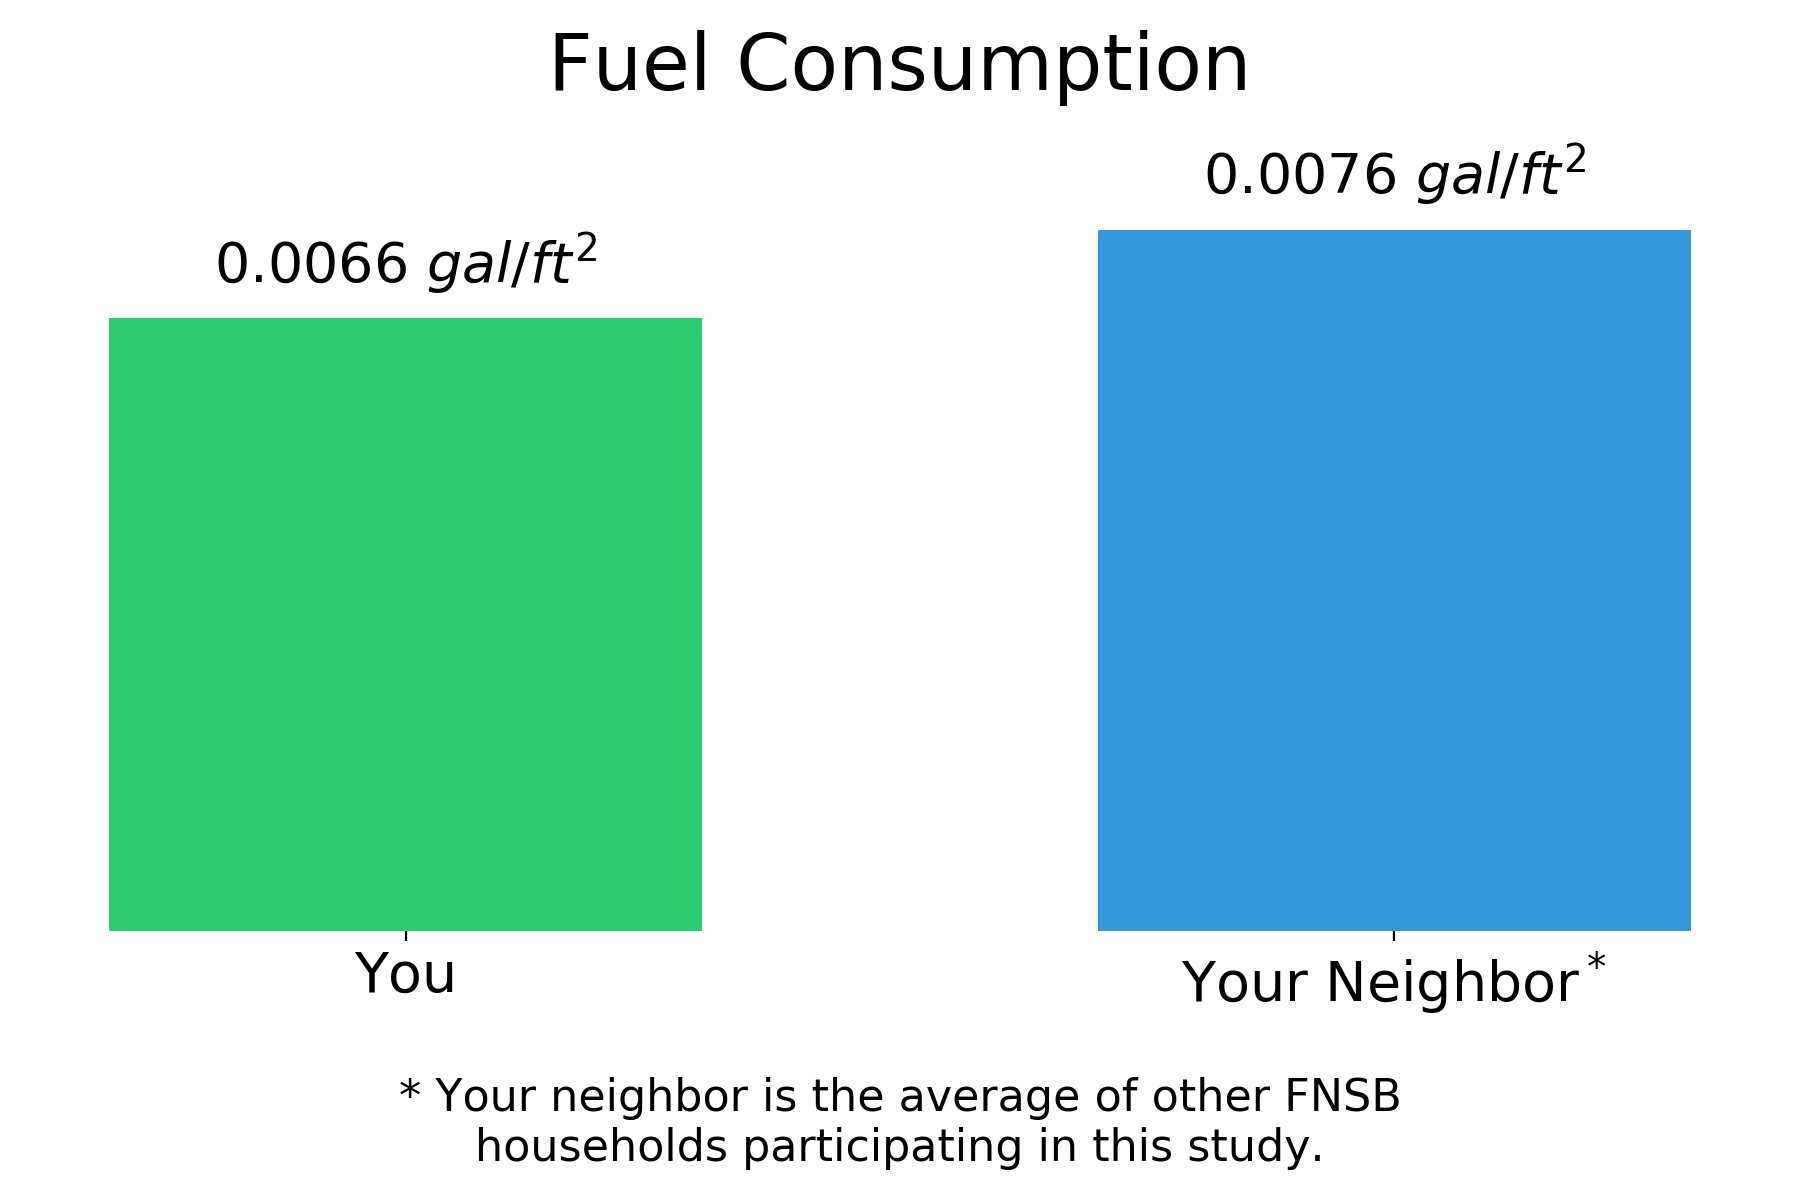 Fuel Consumption
0.0076 gal/ft²
0.0066 gal/ft²
You
Your Neighbor*
* Your neighbor is the average of other FNSB
households participating in this study.